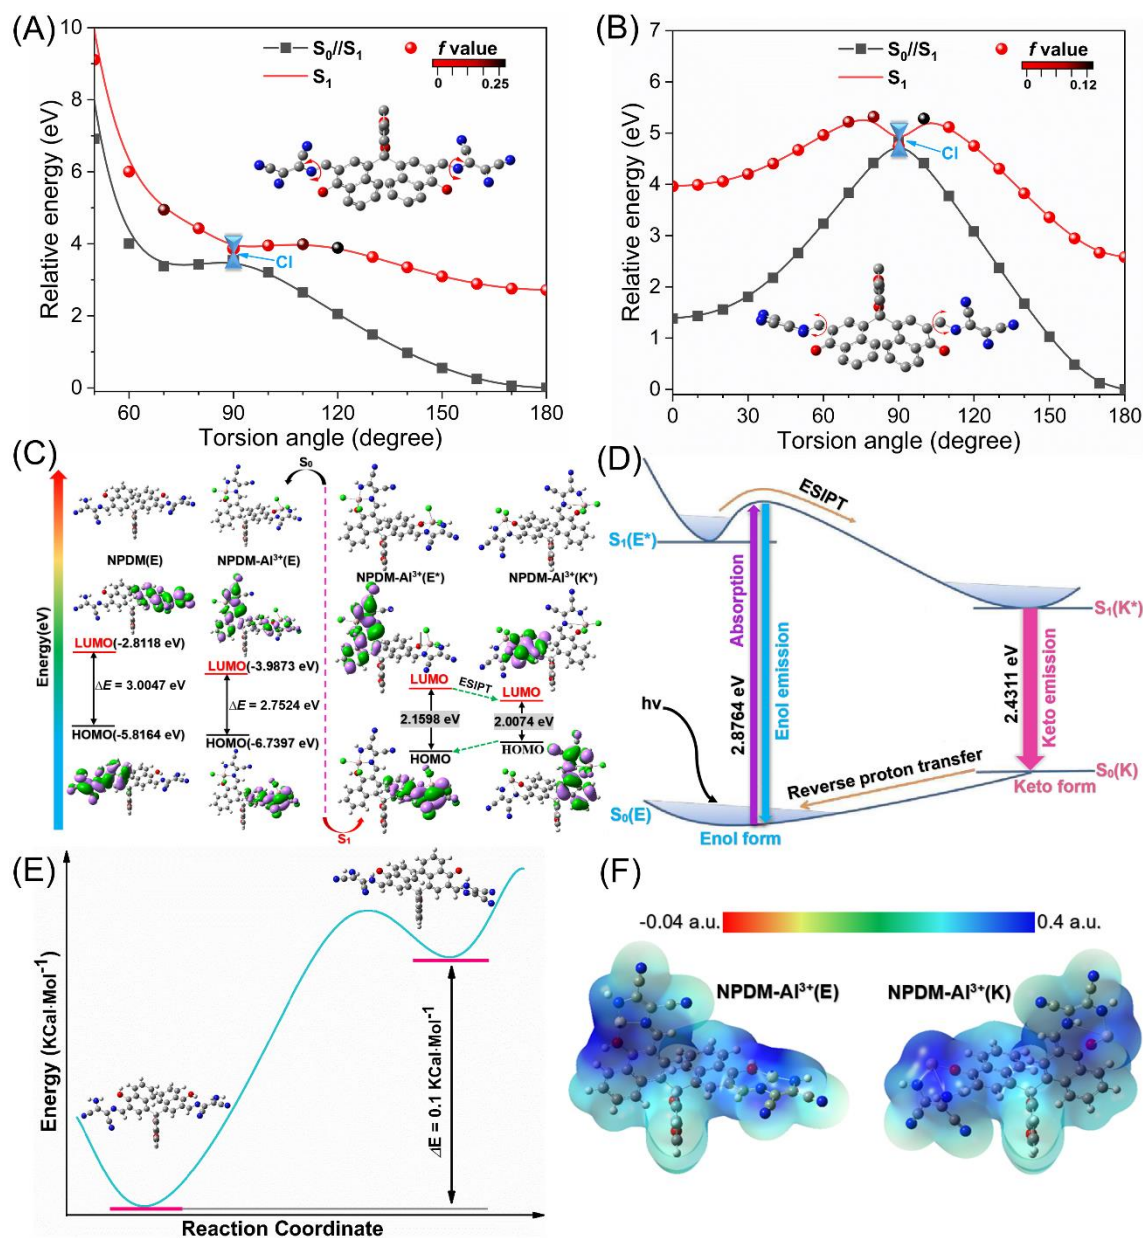 (A)
10
8
6
4
2
0
Relative energy (eV)
S₀//S₁
S₁
f value
0 0.25
CI
60 90 120 150 180
Torsion angle (degree)
(B)
7
6
5
4
3
2
1
0
Relative energy (eV)
S₀//S₁
S₁
f value
0 0.12
CI
0 30 60 90 120 150 180
Torsion angle (degree)
(C)
Energy(eV)
S₀
NPDM(E)
NPDM-Al³⁺(E)
NPDM-Al³⁺(E*)
NPDM-Al³⁺(K*)
LUMO(-2.8118 eV)
ΔE = 3.0047 eV
HOMO(-5.8164 eV)
LUMO(-3.9873 eV)
ΔE = 2.7524 eV
HOMO(-6.7397 eV)
LUMO
ESIPT
LUMO
2.1598 eV
2.0074 eV
HOMO
HOMO
S₁
(D)
ESIPT
S₁(E*)
S₁(K*)
Absorption
2.8764 eV
Enol emission
2.4311 eV
Keto emission
hv
Reverse proton transfer
S₀(E)
Enol form
S₀(K)
Keto form
(E)
Energy (KCal·Mol⁻¹)
ΔE = 0.1 KCal·Mol⁻¹
Reaction Coordinate
(F)
-0.04 a.u.
0.4 a.u.
NPDM-Al³⁺(E)
NPDM-Al³⁺(K)